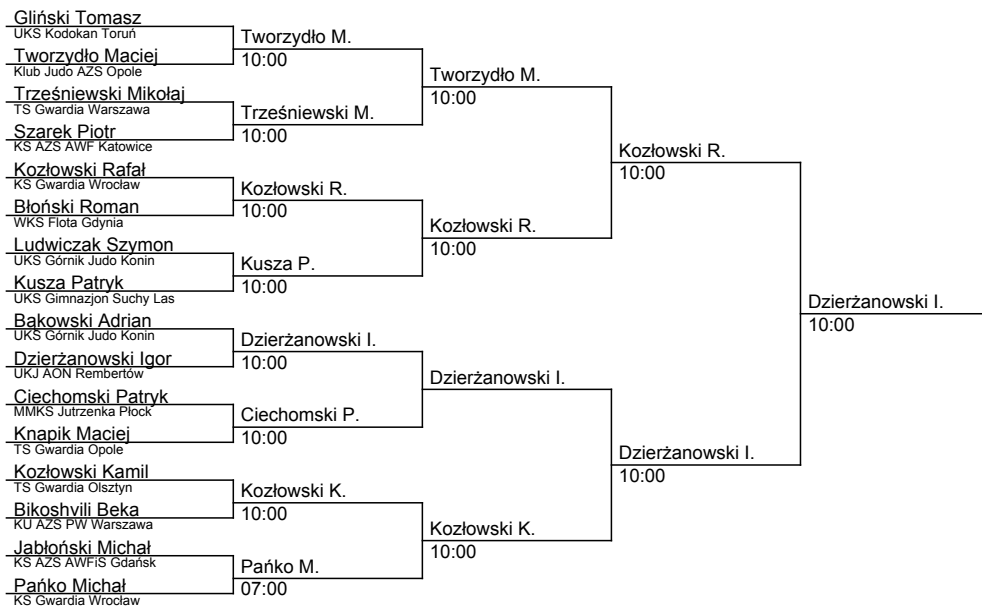 Gliński Tomasz
UKS Kodokan Toruń
Tworzydło Maciej
Klub Judo AZS Opole
Trześniewski Mikołaj
TS Gwardia Warszawa
Szarek Piotr
KS AZS AWF Katowice
Kozłowski Rafał
KS Gwardia Wrocław
Błoński Roman
WKS Flota Gdynia
Ludwiczak Szymon
UKS Górnik Judo Konin
Kusza Patryk
UKS Gimnazjon Suchy Las
Bąkowski Adrian
UKS Górnik Judo Konin
Dzierżanowski Igor
UKJ AON Rembertów
Ciechomski Patryk
MMKS Jutrzenka Płock
Knapik Maciej
TS Gwardia Opole
Kozłowski Kamil
TS Gwardia Olsztyn
Bikoshvili Beka
KU AZS PW Warszawa
Jabłoński Michał
KS AZS AWFiS Gdańsk
Pańko Michał
KS Gwardia Wrocław
Tworzydło M.
10:00
Trześniewski M.
10:00
Kozłowski R.
10:00
Kusza P.
10:00
Dzierżanowski I.
10:00
Ciechomski P.
10:00
Kozłowski K.
10:00
Pańko M.
07:00
Tworzydło M.
10:00
Kozłowski R.
10:00
Dzierżanowski I.
Kozłowski K.
10:00
Kozłowski R.
10:00
Dzierżanowski I.
10:00
Dzierżanowski I.
10:00